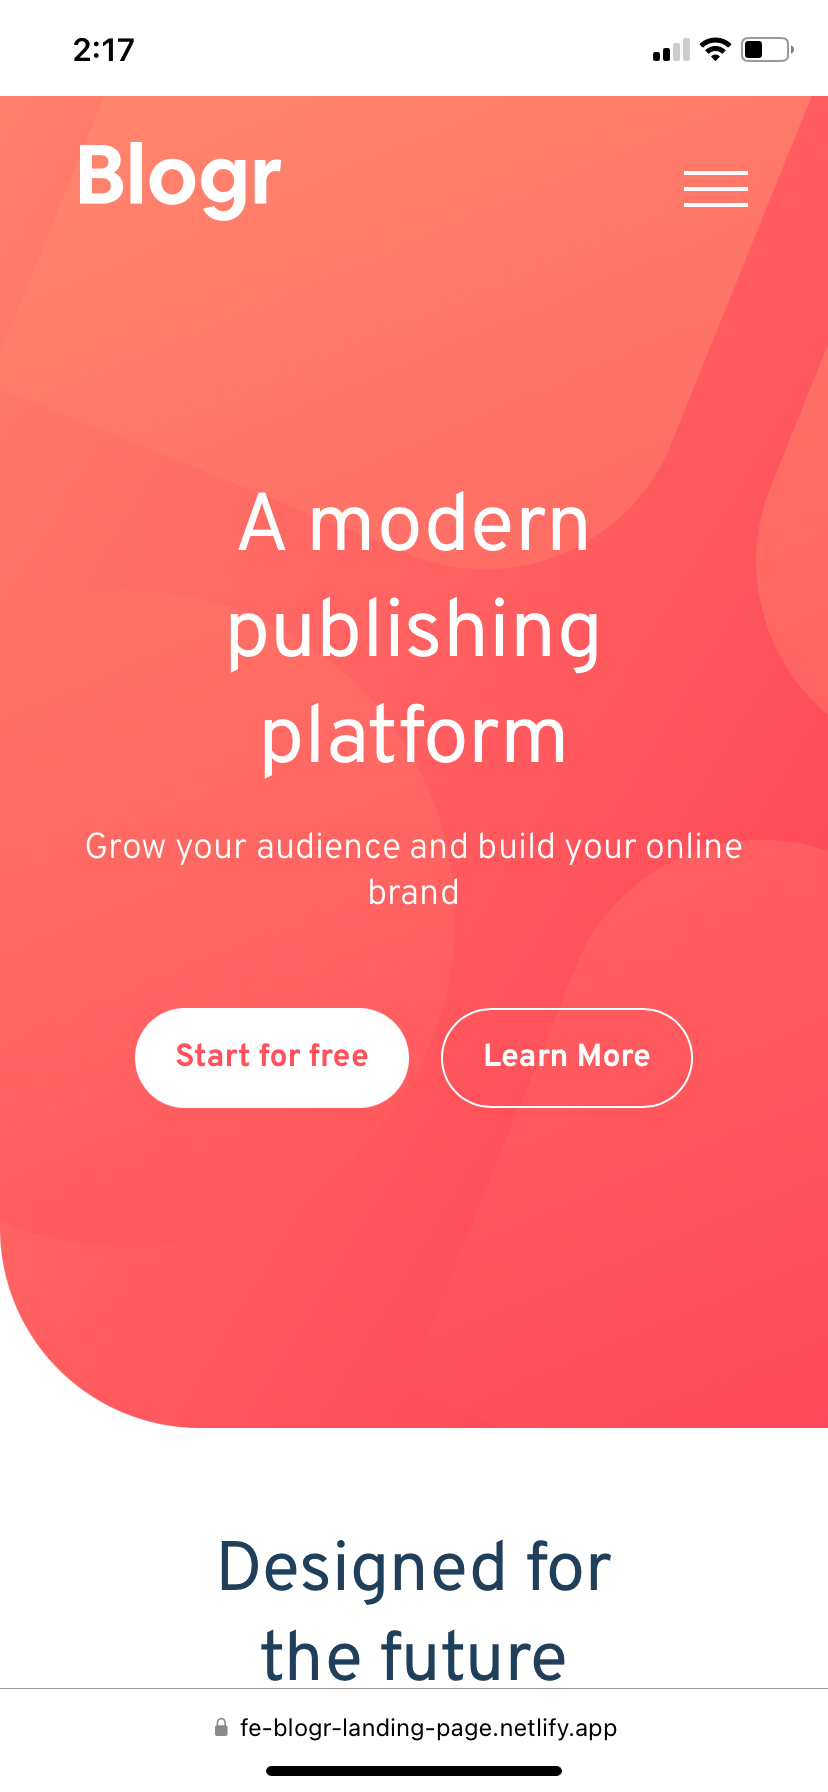 2:17
Blogr
A modern
publishing
platform
Grow your audience and build your online
brand
Start for free
Learn More
Designed for
the future
fe-blogr-landing-page.netlify.app